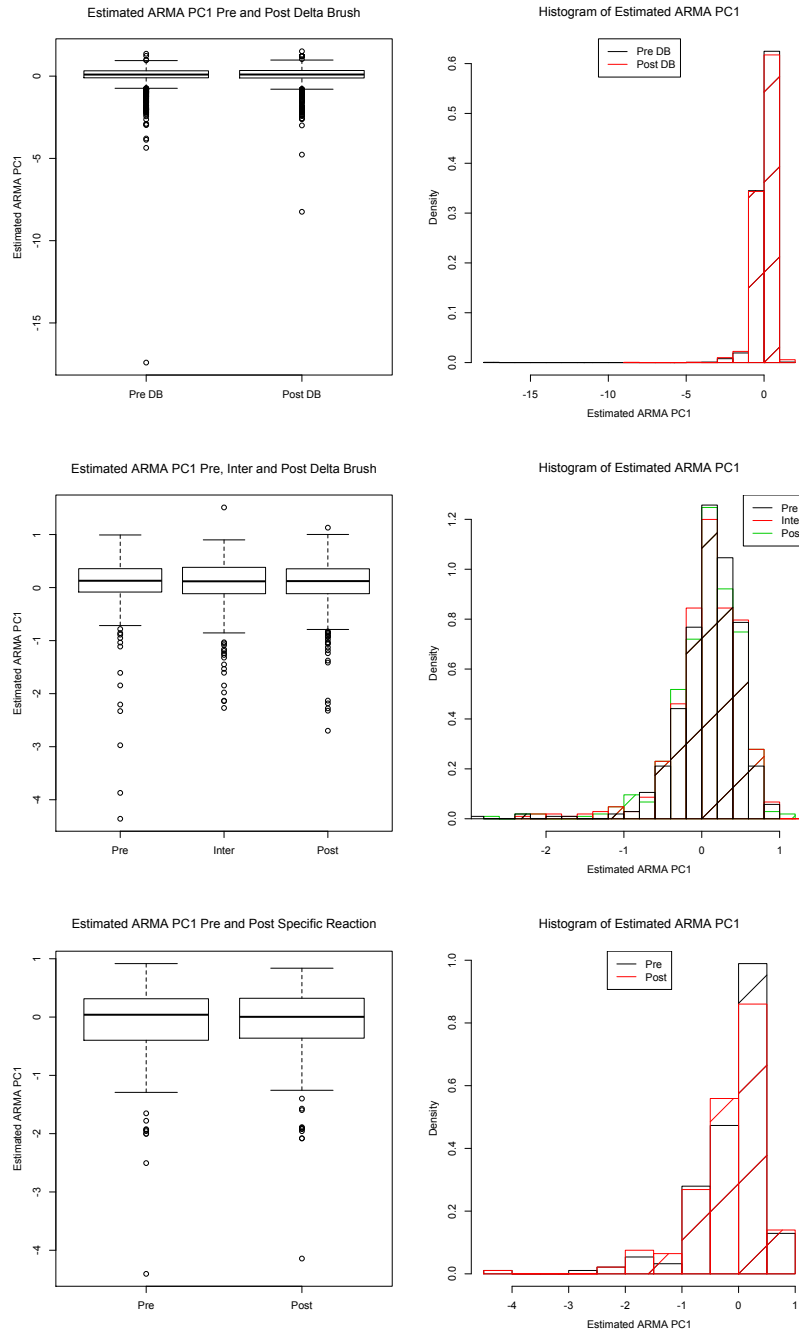 Estimated ARMA PC1 Pre and Post Delta Brush
Estimated ARMA PC1
0
-5
-10
-15
Pre DB
Post DB
Histogram of Estimated ARMA PC1
Pre DB
Post DB
Density
0.6
0.5
0.4
0.3
0.2
0.1
0.0
-15
-10
-5
0
Estimated ARMA PC1
Estimated ARMA PC1 Pre, Inter and Post Delta Brush
Estimated ARMA PC1
1
0
-1
-2
-3
-4
Pre
Inter
Post
Histogram of Estimated ARMA PC1
Pre
Inte
Pos
Density
1.2
1.0
0.8
0.6
0.4
0.2
0.0
-2
-1
0
1
Estimated ARMA PC1
Estimated ARMA PC1 Pre and Post Specific Reaction
Estimated ARMA PC1
1
0
-1
-2
-3
-4
Pre
Post
Histogram of Estimated ARMA PC1
Pre
Post
Density
1.0
0.8
0.6
0.4
0.2
0.0
-4
-3
-2
-1
0
1
Estimated ARMA PC1